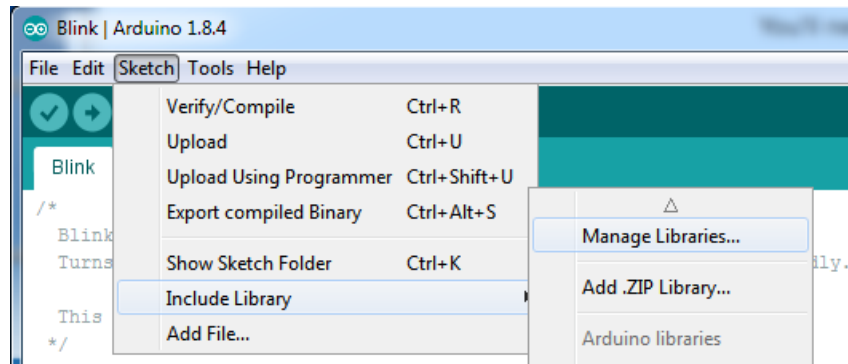 Blink | Arduino 1.8.4
File Edit Sketch Tools Help
Verify/Compile Ctrl+R
Upload Ctrl+U
Upload Using Programmer Ctrl+Shift+U
Export compiled Binary Ctrl+Alt+S
Show Sketch Folder Ctrl+K
Include Library
Add File...
Manage Libraries...
Add .ZIP Library...
Arduino libraries
Blink
/*
Blink
Turns
This
*/